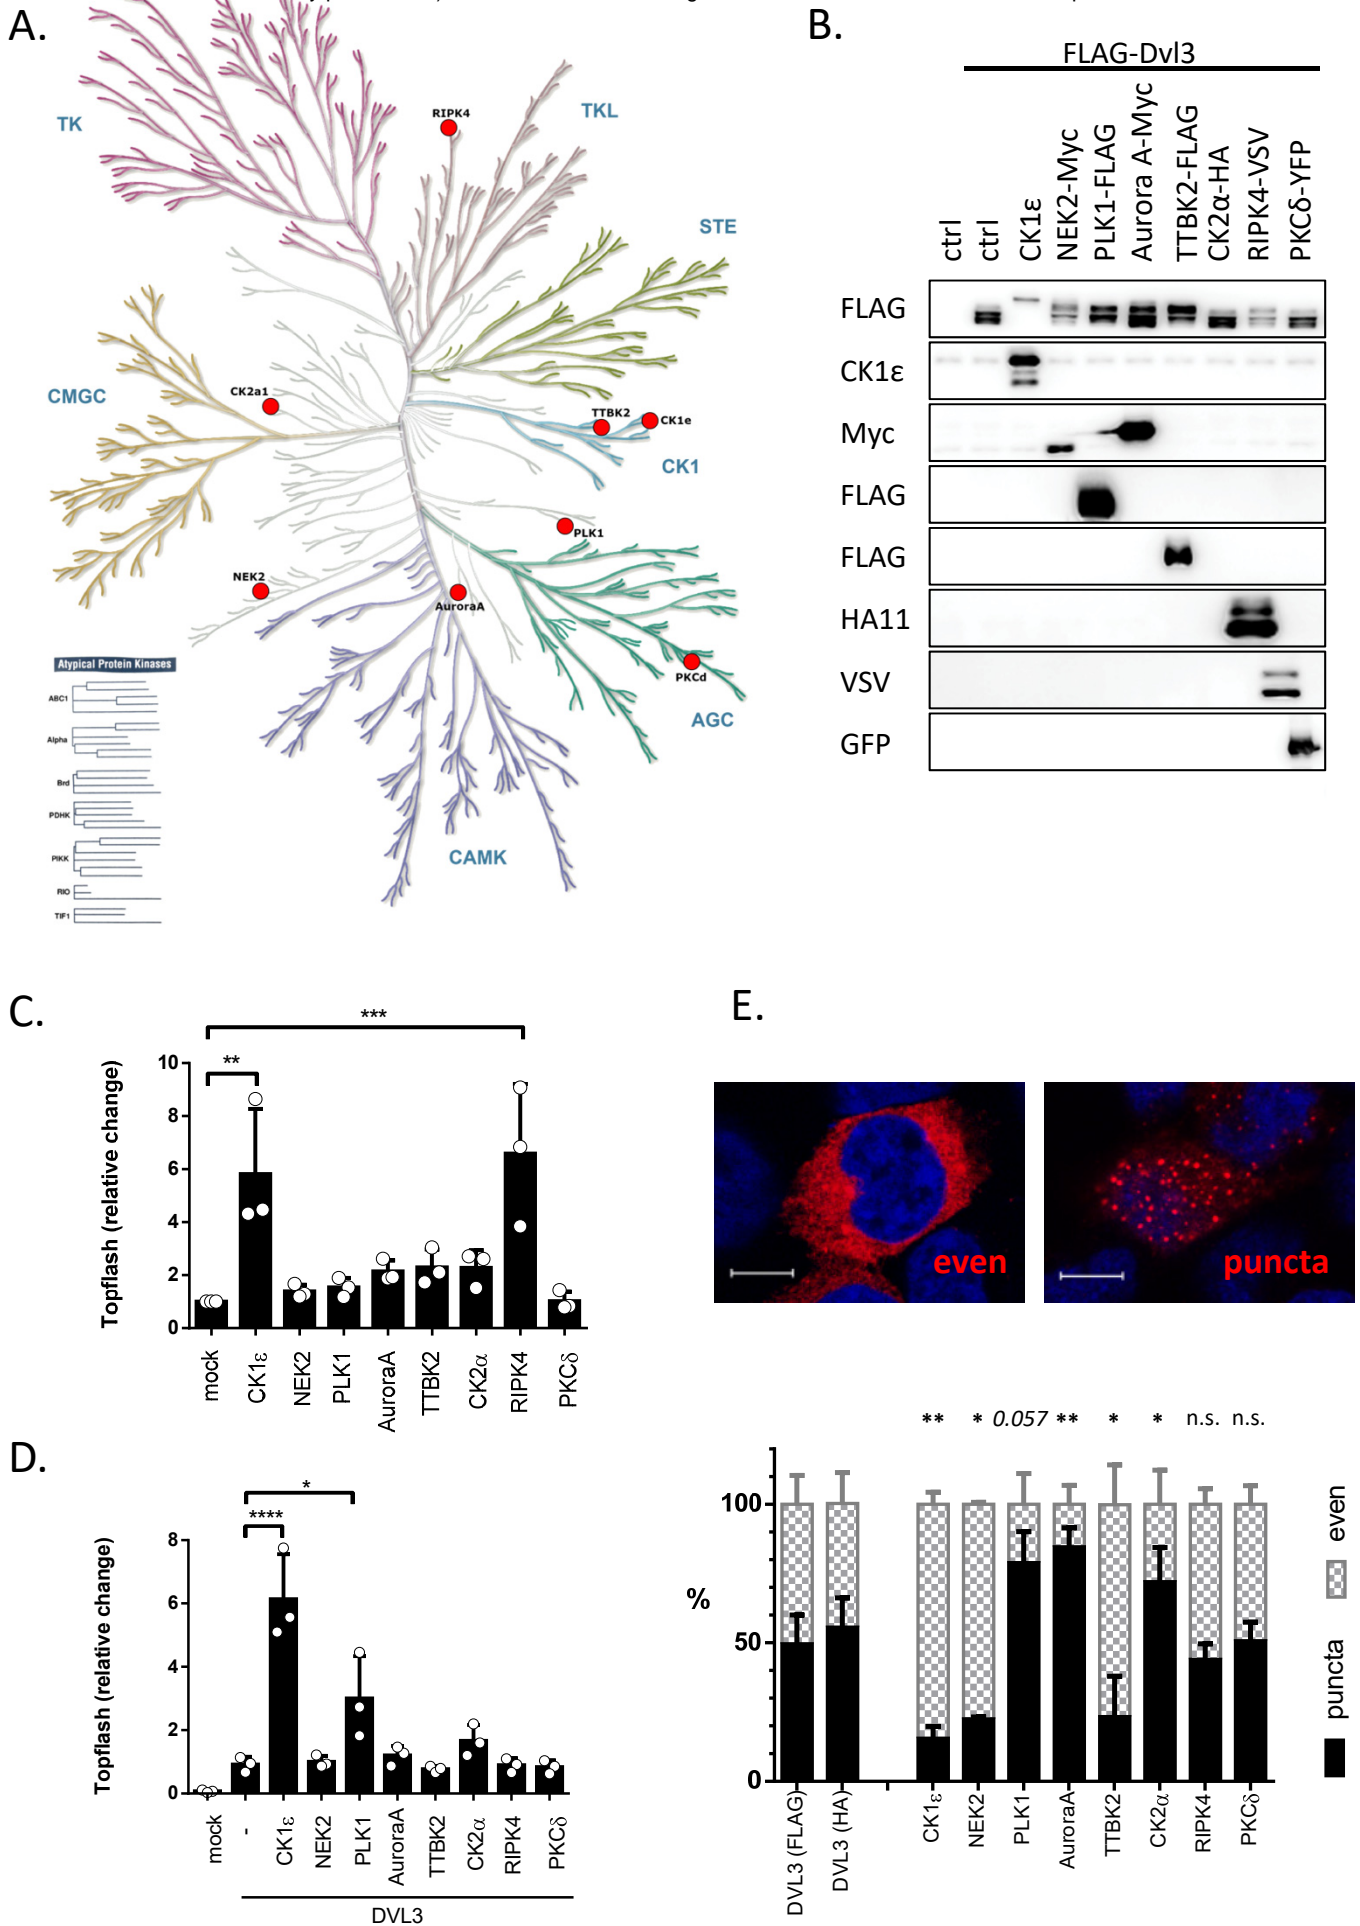 A.
TK
RIPK4
TKL
STE
CMGC
CK2a1
TTBK2
CK1e
CK1
PLK1
NEK2
AuroraA
PKCd
AGC
CAMK
Atypical Protein Kinases
ABC1
Alpha
Brd
PDHK
PIKK
RIO
TIF1
B.
FLAG-Dvl3
ctrl
ctrl
CK1ε
NEK2-Myc
PLK1-FLAG
Aurora A-Myc
TTBK2-FLAG
CK2α-HA
RIPK4-VSV
PKCδ-YFP
FLAG
CK1ε
Myc
FLAG
FLAG
HA11
VSV
GFP
C.
***
**
Topflash (relative change)
10
8
6
4
2
0
mock
CK1ε
NEK2
PLK1
AuroraA
TTBK2
CK2α
RIPK4
PKCδ
D.
*
****
Topflash (relative change)
8
6
4
2
0
mock
-
CK1ε
NEK2
PLK1
AuroraA
TTBK2
CK2α
RIPK4
PKCδ
DVL3
E.
even
puncta
** * 0.057 ** * * n.s. n.s.
%
100
50
0
DVL3 (FLAG)
DVL3 (HA)
CK1ε
NEK2
PLK1
AuroraA
TTBK2
CK2α
RIPK4
PKCδ
even
puncta